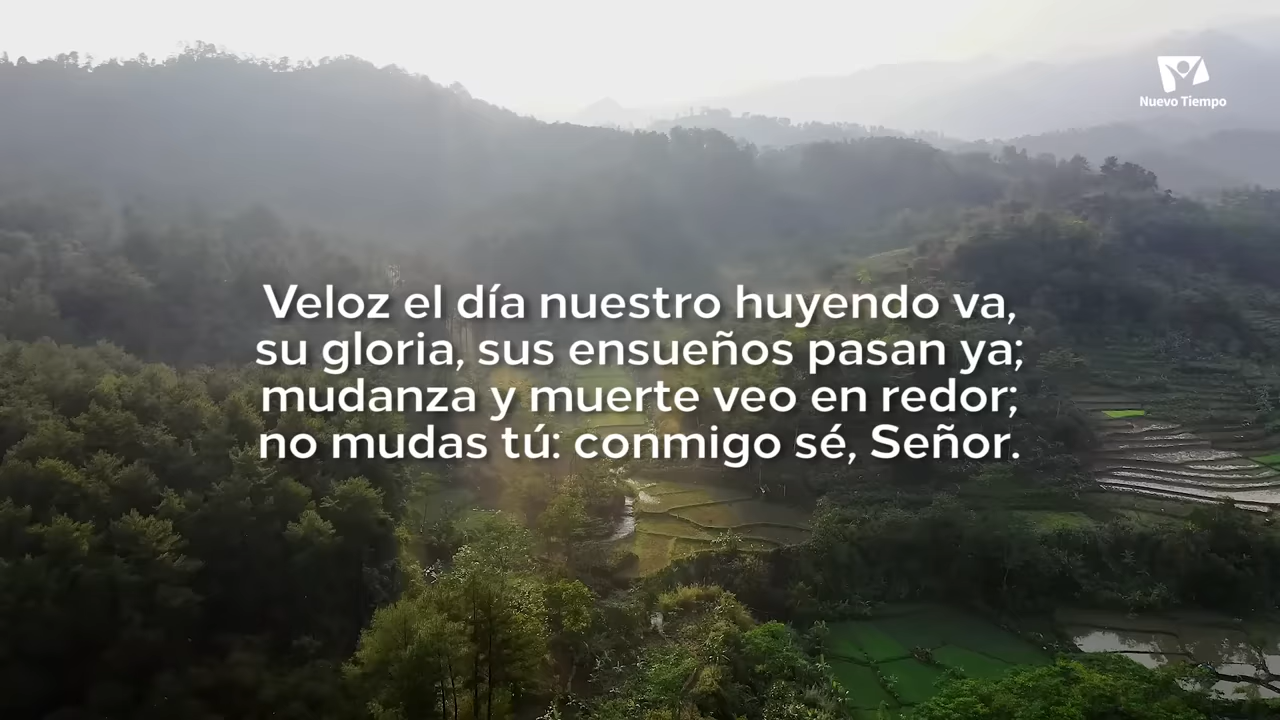 Nuevo Tiempo
Veloz el día nuestro huyendo va,
su gloria, sus ensueños pasan ya;
mudanza y muerte veo en redor;
no mudas tú: conmigo sé, Señor.